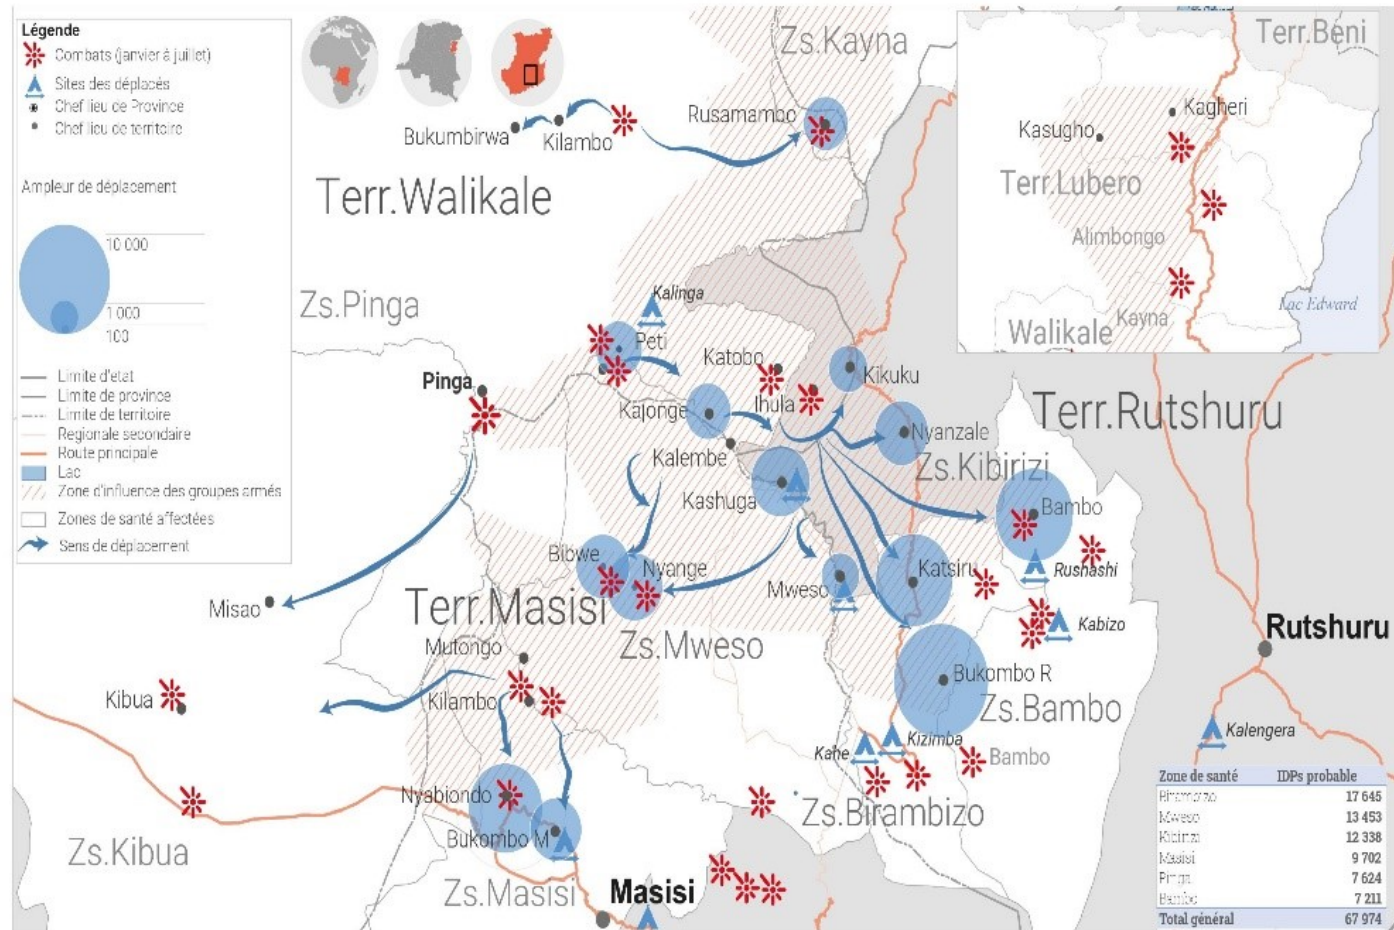 Légende
Combats (janvier à juillet)
Sites des déplacés
Chef lieu de Province
Chef lieu de territoire
Ampleur de déplacement
10 000
1 000
100
Limite d'etat
Limite de province
Limite de territoire
Regionale secondaire
Route principale
Lac
Zone d'influence des groupes armés
Zones de santé affectées
Sens de déplacement
Zs.Kayna
Bukumbirwa
Kilambo
Rusamambo
Terr.Walikale
Zs.Pinga
Kalinga
Peti
Pinga
Katobo
Kikuku
Ihula
Kajonge
Nyanzale
Kalembe
Zs.Kibirizi
Kashuga
Bambo
Terr.Rutshuru
Bibwe
Nyange
Mweso
Katsiru
Rushashi
Misao
Terr.Masisi
Kabizo
Zs.Mweso
Mutongo
Rutshuru
Kibua
Kilambo
Bukombo R
Zs.Bambo
Kalengera
Kahe
Kizimba
Bambo
Nyabiondo
Zs.Birambizo
Bukombo M
Zs.Kibua
Zs.Masisi
Masisi
Terr.Beni
Kagheri
Kasugho
Terr.Lubero
Alimbongo
Lac Edward
Kayna
Walikale
Zone de santé IDPs probable
17 645
Mweso 13 453
12 338
Masisi 9 702
Pinga 7 624
Bambo 7 211
Total général 67 974